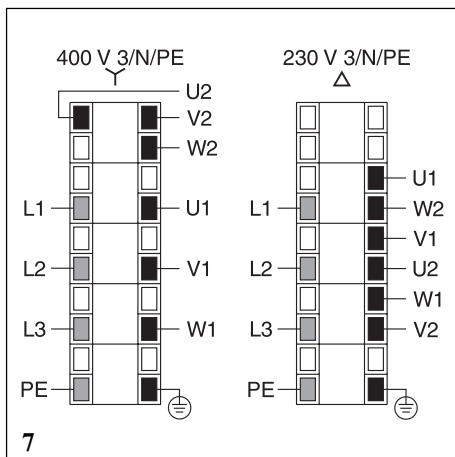 400 V 3/N/PE
U2
V2
W2
L1
U1
L2
V1
L3
W1
PE
230 V 3/N/PE
U1
L1
W2
V1
L2
U2
W1
L3
V2
PE
7